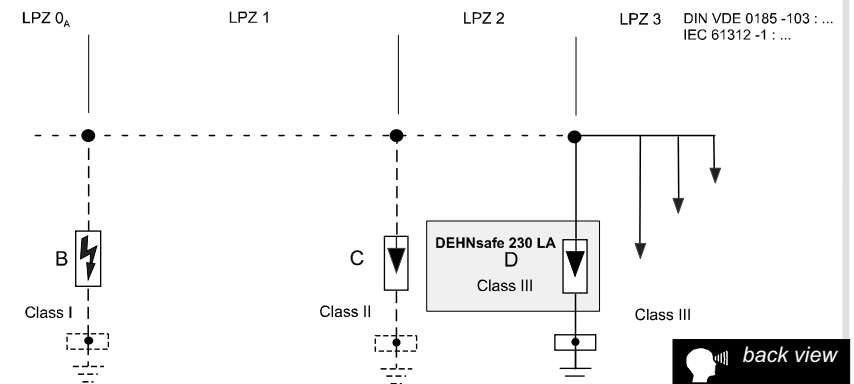 LPZ 0A
LPZ 1
LPZ 2
LPZ 3
DIN VDE 0185 -103 : ...
IEC 61312 -1 : ...
B
C
DEHNsafe 230 LA
D
Class III
Class I
Class II
Class III
back view